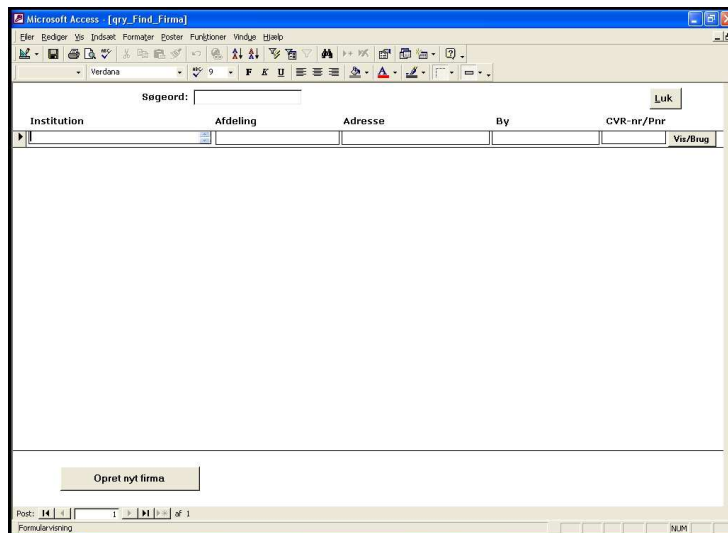 Microsoft Access - [qry_Find_Firma]
Filer Rediger Vis Indsæt Formater Poster Funktioner Vindue Hjælp
Verdana 9 F K U
Søgeord: Luk
Institution Afdeling Adresse By CVR-nr/Pnr
Vis/Brug
Opret nyt firma
Post: 1 af 1
Formularvisning NUM